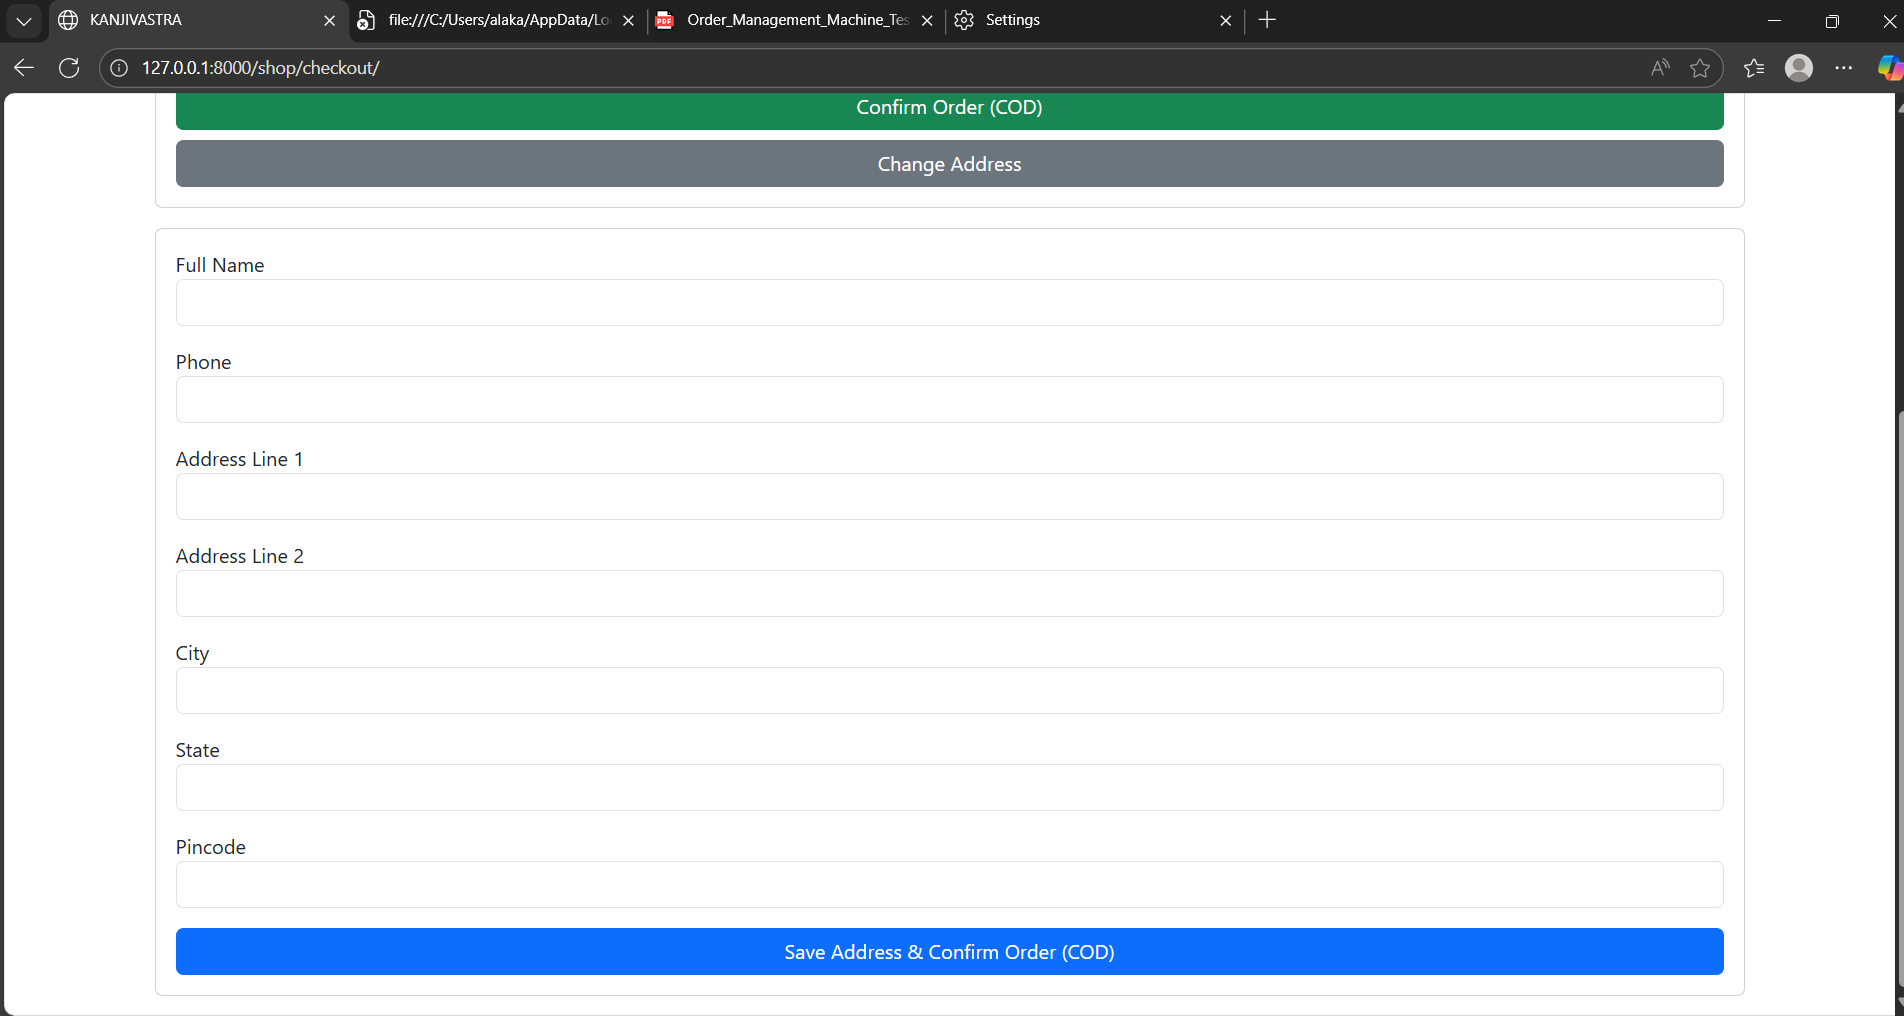 KANJIVASTRA
file:///C:/Users/alaka/AppData/Lo
PDF
Order_Management_Machine_Tes
Settings
127.0.0.1:8000/shop/checkout/
Confirm Order (COD)
Change Address
Full Name
Phone
Address Line 1
Address Line 2
City
State
Pincode
Save Address & Confirm Order (COD)